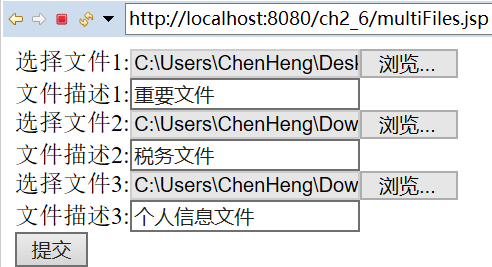 http://localhost:8080/ch2_6/multiFiles.jsp
选择文件1: C:\Users\ChenHeng\Desk 浏览...
文件描述1: 重要文件
选择文件2: C:\Users\ChenHeng\Dow 浏览...
文件描述2: 税务文件
选择文件3: C:\Users\ChenHeng\Dow 浏览...
文件描述3: 个人信息文件
提交